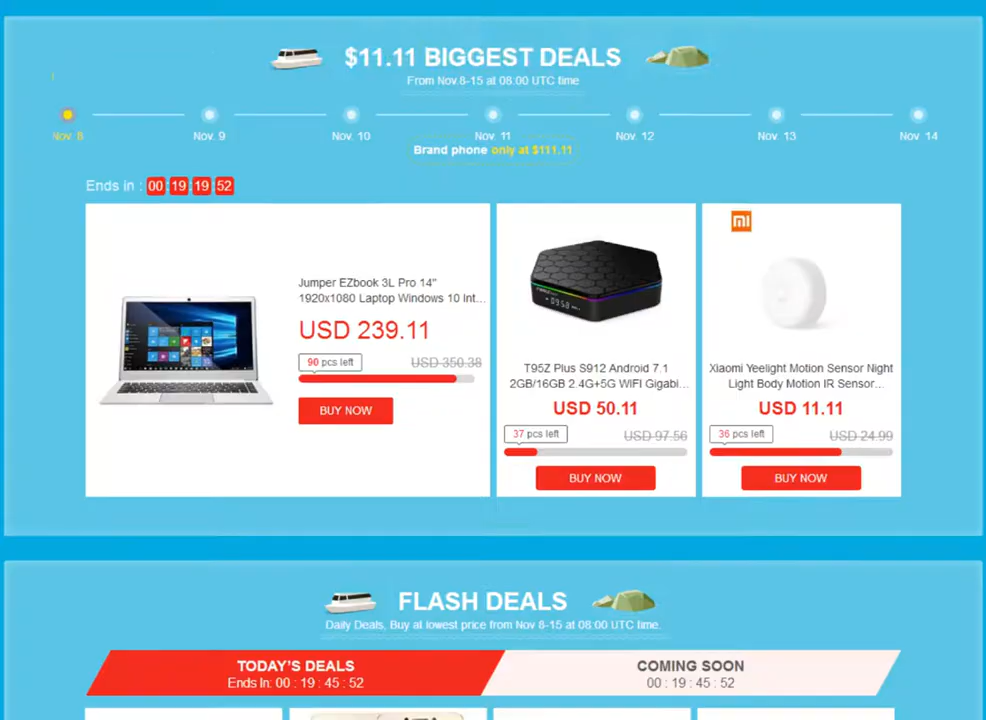 $11.11 BIGGEST DEALS
From Nov.8-15 at 08:00 UTC time
Nov. 8
Nov. 9
Nov. 10
Nov. 11
Nov. 12
Nov. 13
Nov. 14
Brand phone only at $111.11
Ends in : 00 : 19 : 19 : 52
Jumper EZbook 3L Pro 14"
1920x1080 Laptop Windows 10 Int...
USD 239.11
90 pcs left
USD 350.38
BUY NOW
0958
T95Z Plus S912 Android 7.1
2GB/16GB 2.4G+5G WIFI Gigabi...
USD 50.11
37 pcs left
USD 97.56
BUY NOW
mi
Xiaomi Yeelight Motion Sensor Night
Light Body Motion IR Sensor...
USD 11.11
36 pcs left
USD 24.99
BUY NOW
FLASH DEALS
Daily Deals, Buy at lowest price from Nov 8-15 at 08:00 UTC time.
TODAY'S DEALS
Ends In: 00 : 19 : 45 : 52
COMING SOON
00 : 19 : 45 : 52